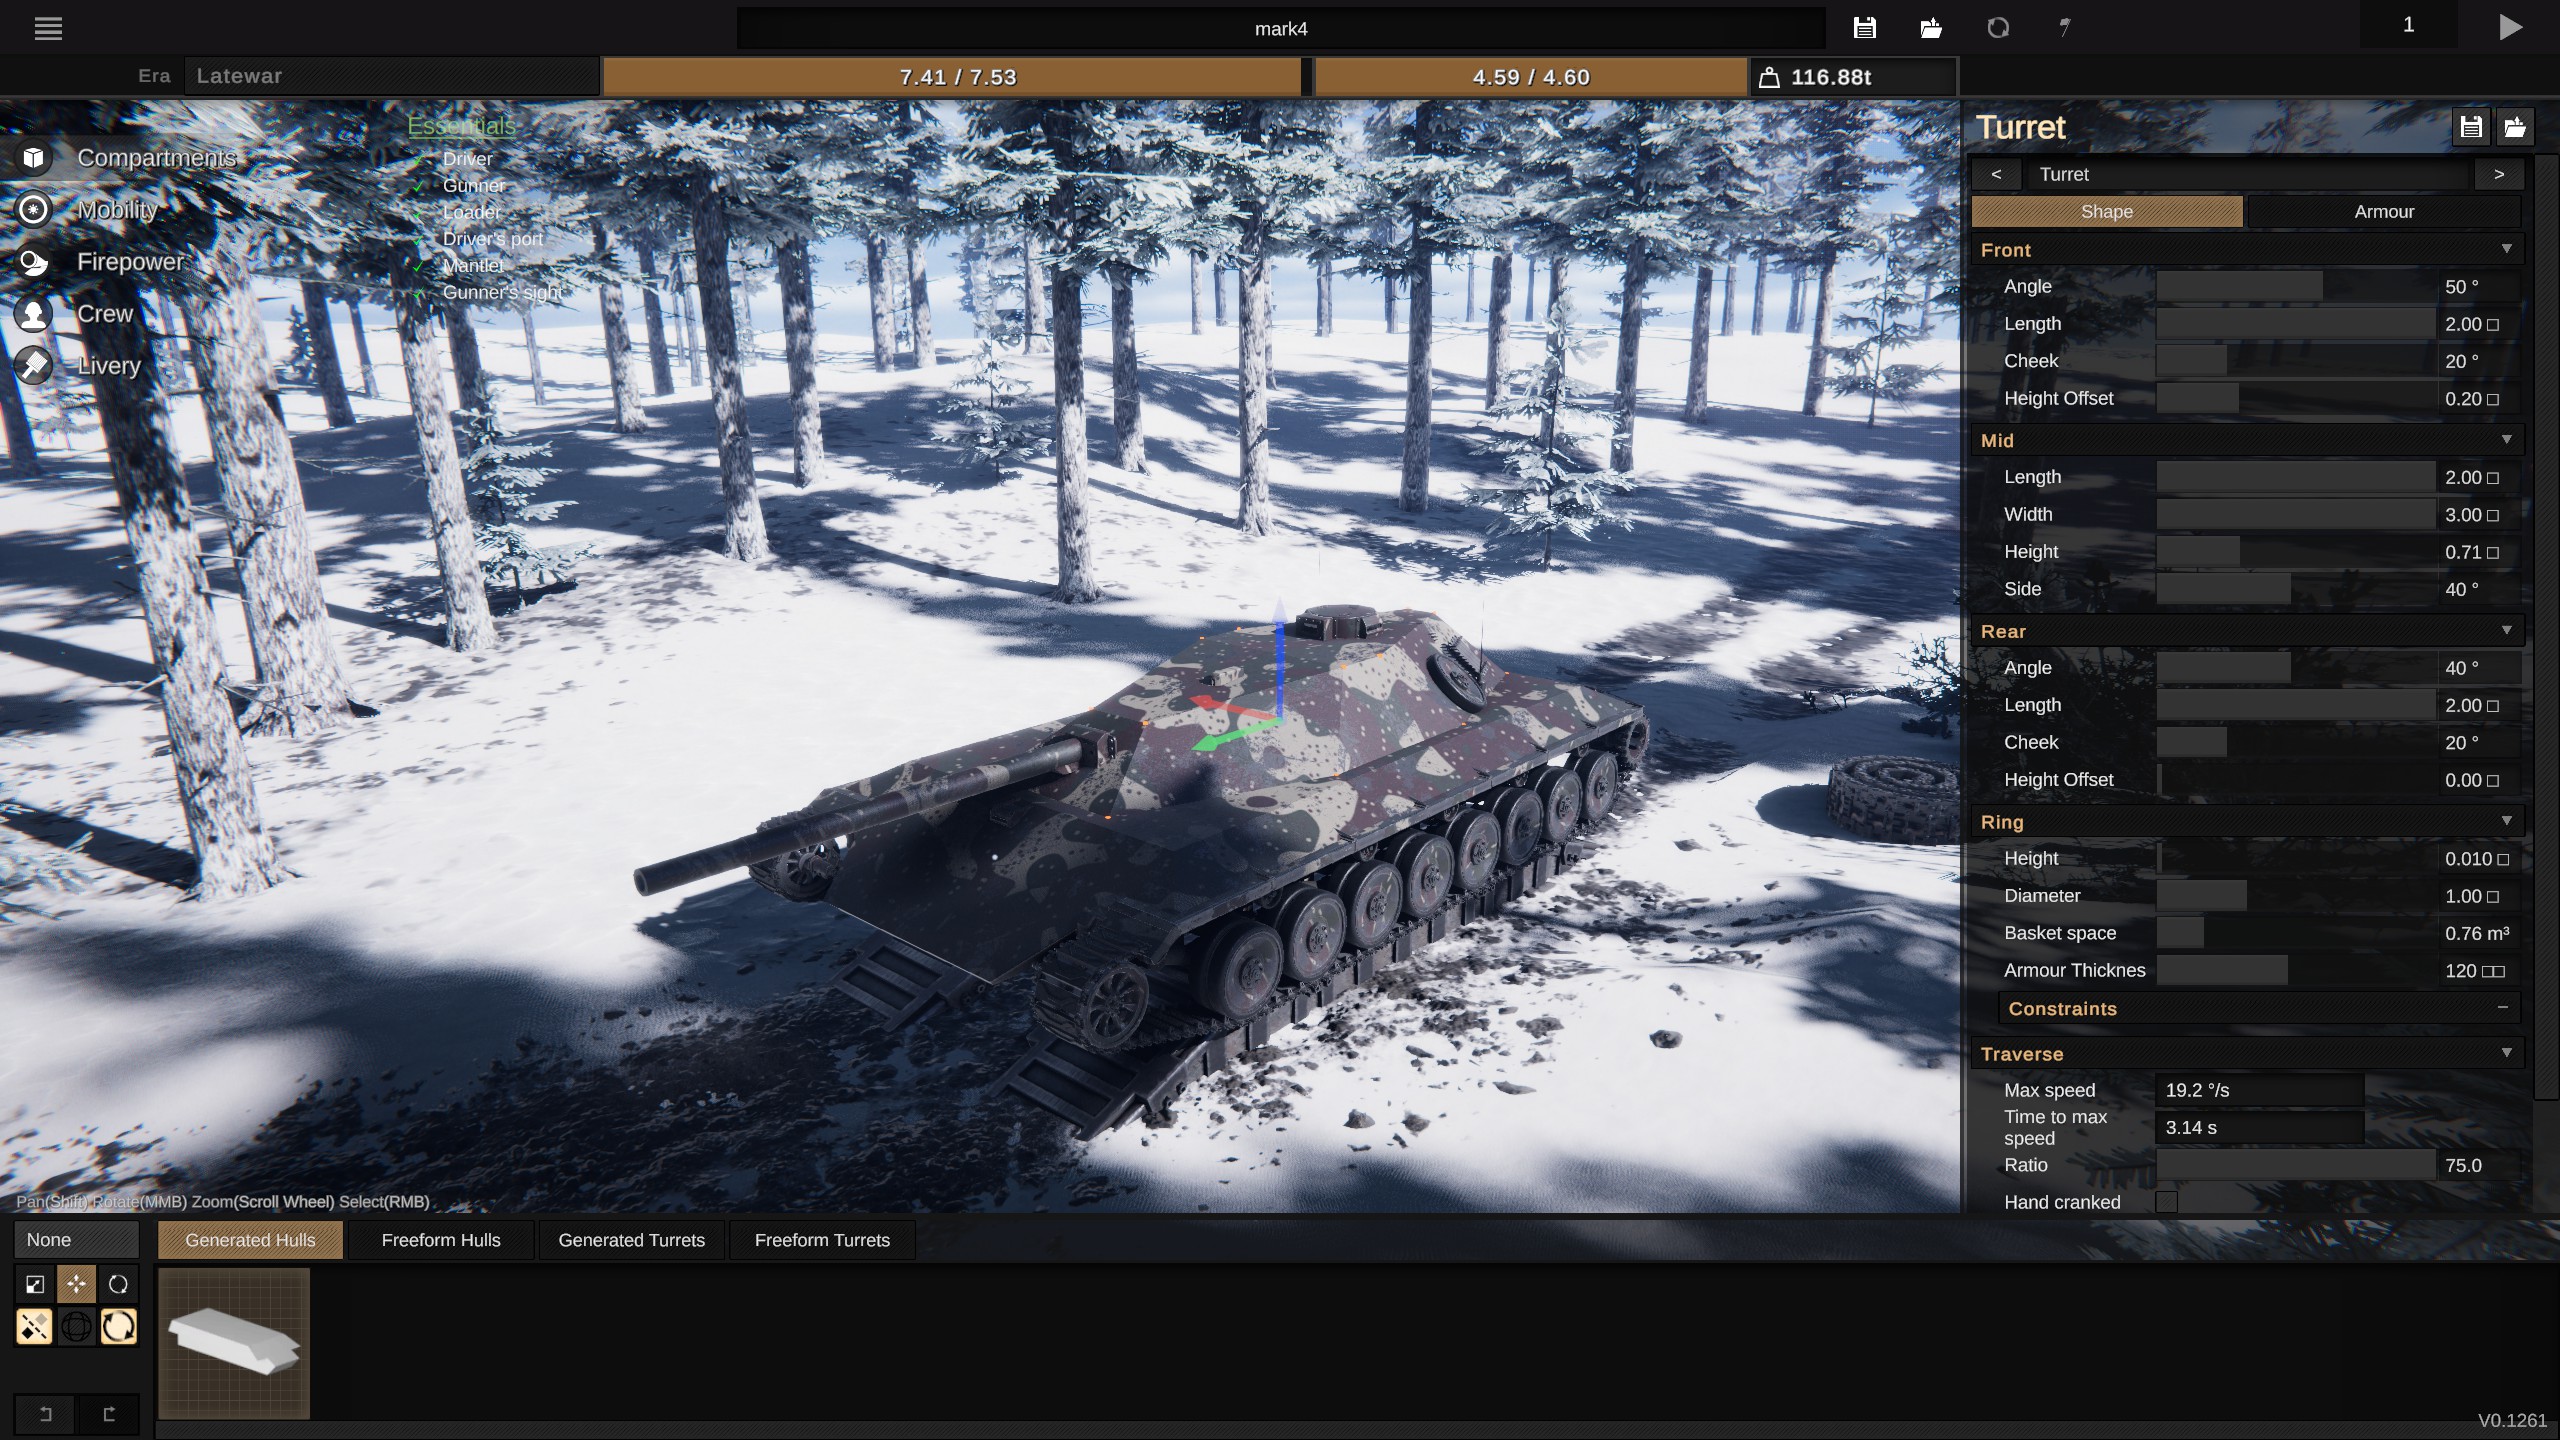 mark4
1
Era
Latewar
7.41 / 7.53
4.59 / 4.60
116.88t
Compartments
Mobility
Firepower
Crew
Livery
Essentials
Driver
Gunner
Loader
Driver's port
Mantlet
Gunner's sight
Turret
< Turret >
Shape
Armour
Front
Angle 50 °
Length 2.00 □
Cheek 20 °
Height Offset 0.20 □
Mid
Length 2.00 □
Width 3.00 □
Height 0.71 □
Side 40 °
Rear
Angle 40 °
Length 2.00 □
Cheek 20 °
Height Offset 0.00 □
Ring
Height 0.010 □
Diameter 1.00 □
Basket space 0.76 m³
Armour Thicknes 120 □□
Constraints
Traverse
Max speed 19.2 °/s
Time to max
speed
3.14 s
Ratio 75.0
Hand cranked
Pan(Shift) Rotate(MMB) Zoom(Scroll Wheel) Select(RMB)
None
Generated Hulls
Freeform Hulls
Generated Turrets
Freeform Turrets
V0.1261